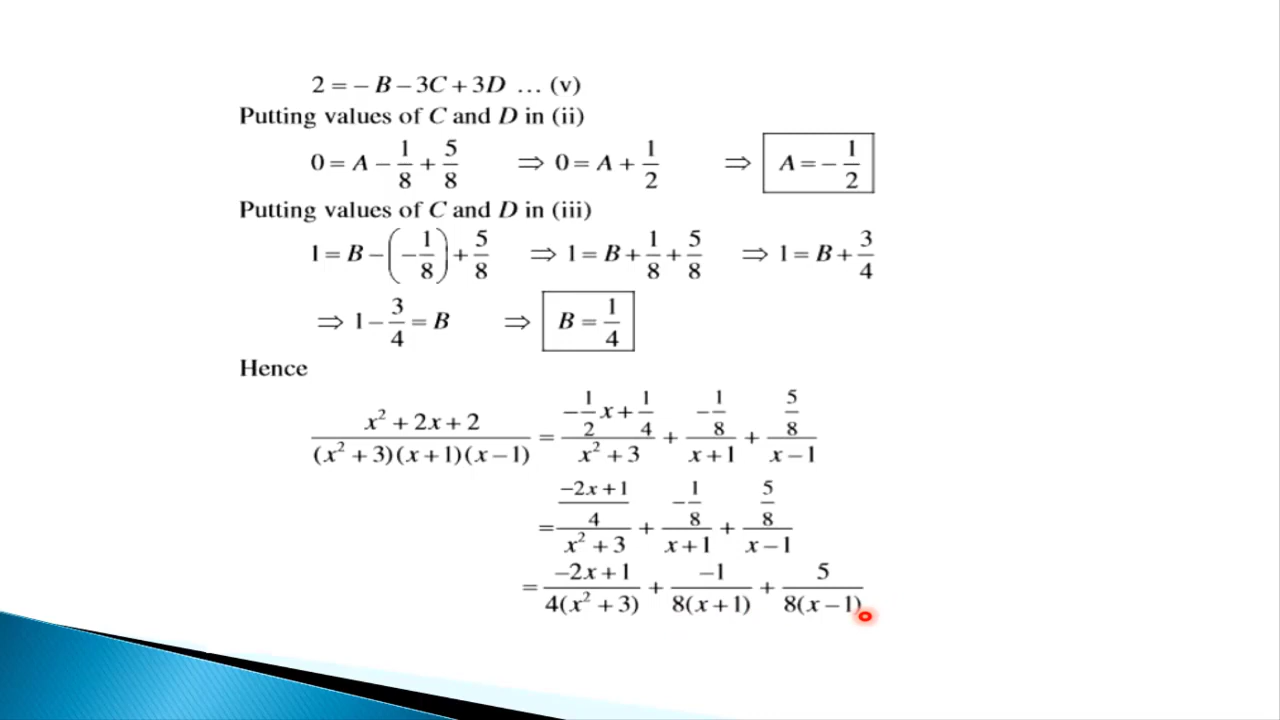 2 = − B − 3C + 3D … (v)
Putting values of C and D in (ii)
0 = A − 1/8 + 5/8 ⇒ 0 = A + 1/2 ⇒ A = − 1/2
Putting values of C and D in (iii)
1 = B − (− 1/8) + 5/8 ⇒ 1 = B + 1/8 + 5/8 ⇒ 1 = B + 3/4
⇒ 1 − 3/4 = B ⇒ B = 1/4
Hence
(x² + 2x + 2)/((x² + 3)(x + 1)(x − 1)) = (− 1/2 x + 1/4)/(x² + 3) + (− 1/8)/(x + 1) + (5/8)/(x − 1)
= ((−2x + 1)/4)/(x² + 3) + (− 1/8)/(x + 1) + (5/8)/(x − 1)
= (−2x + 1)/(4(x² + 3)) + (−1)/(8(x + 1)) + 5/(8(x − 1))